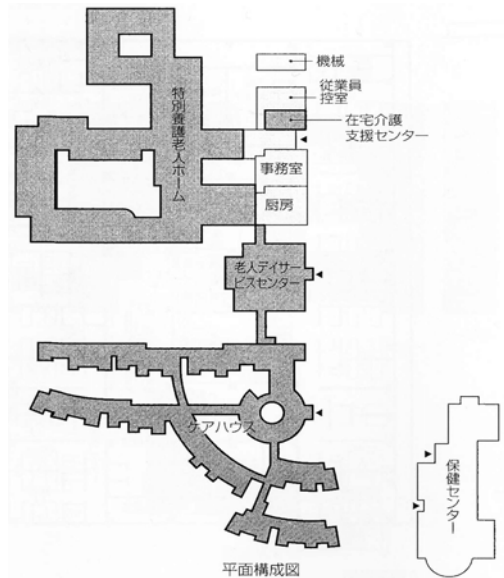 機械
従業員
控室
在宅介護
支援センター
特別養護老人ホーム
事務室
厨房
老人デイサー
ビスセンター
ケアハウス
保健センター
平面構成図